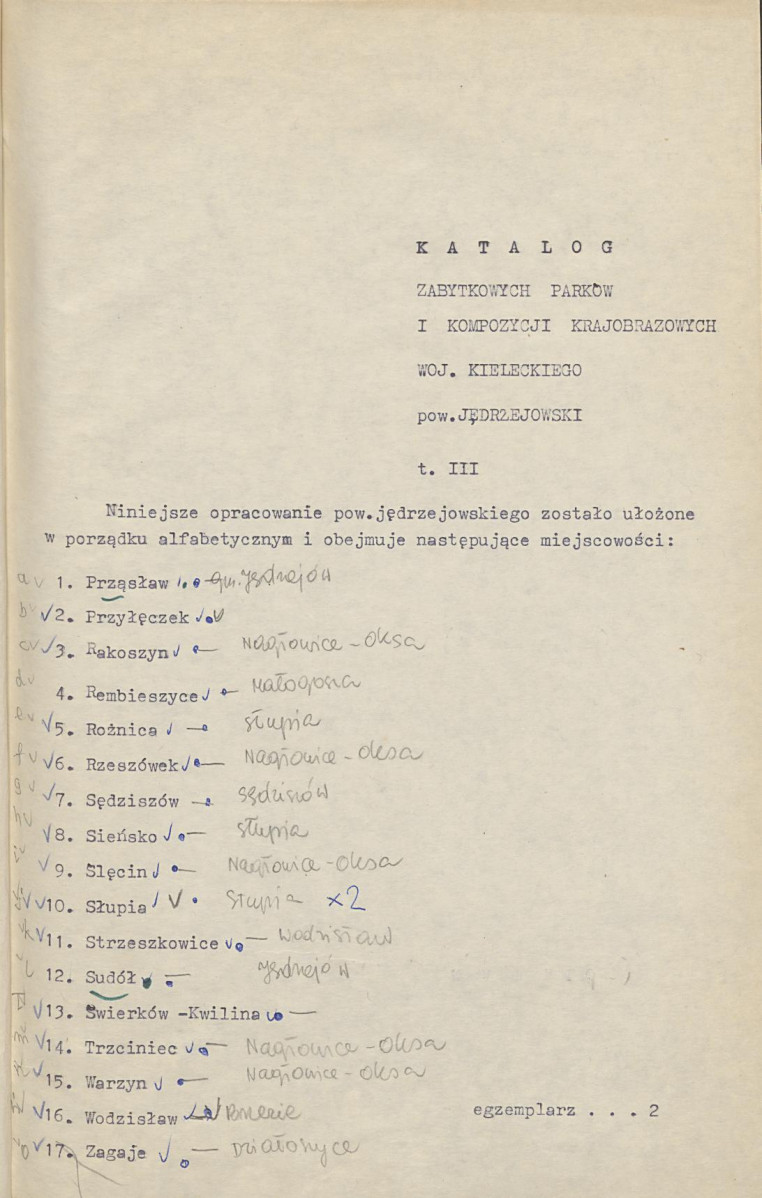 K A T A L O G
ZABYTKOWYCH PARKÓW
I KOMPOZYCJI KRAJOBRAZOWYCH
WOJ. KIELECKIEGO
pow.JĘDRZEJOWSKI
t. III
Niniejsze opracowanie pow.jędrzejowskiego zostało ułożone
w porządku alfabetycznym i obejmuje następujące miejscowości:
a v 1. Prząsław gm. Jędrzejów
b v √2. Przyłęczek
c v √3. Rakoszyn Nagłowice - Oksa
d v 4. Rembieszyce Małogoszcz
e v √5. Rożnica Słupia
f v √6. Rzeszówek Nagłowice - Oksa
g v √7. Sędziszów Sędziszów
h v √8. Sieńsko Słupia
i v √9. Slęcin Nagłowice - Oksa
j v √10. Słupia V Słupia x2
k √11. Strzeszkowice Wodzisław
l 12. Sudół Jędrzejów
√13. Świerków -Kwilina
m √14. Trzciniec Nagłowice - Oksa
√15. Warzyn Nagłowice - Oksa
√16. Wodzisław
o √17. Zagaje Działoszyce
egzemplarz . . . 2